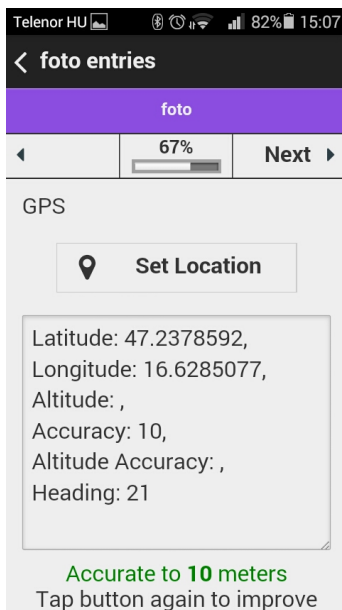 Telenor HU 82% 15:07
foto entries
foto
67% Next
GPS
Set Location
Latitude: 47.2378592,
Longitude: 16.6285077,
Altitude: ,
Accuracy: 10,
Altitude Accuracy: ,
Heading: 21
Accurate to 10 meters
Tap button again to improve